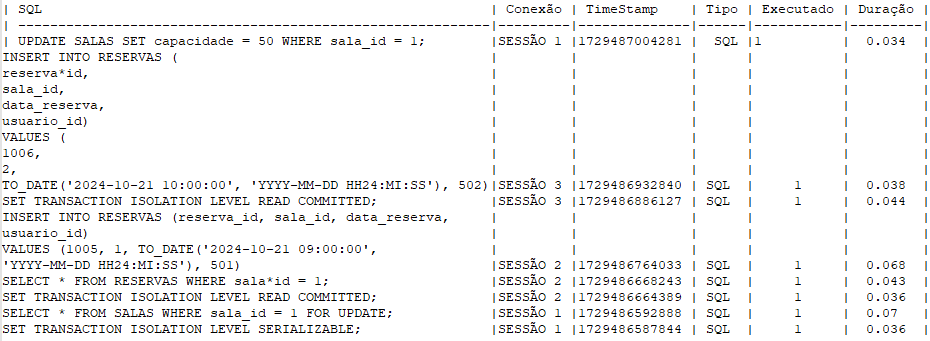 | SQL | Conexão | TimeStamp | Tipo | Executado | Duração |
| -----------------------------------------------------------|----------|-------------|------|-----------|---------|
| UPDATE SALAS SET capacidade = 50 WHERE sala_id = 1; |SESSÃO 1 |1729487004281 | SQL |1 | 0.034 |
INSERT INTO RESERVAS ( | | | | | |
reserva*id, | | | | | |
sala_id, | | | | | |
data_reserva, | | | | | |
usuario_id) | | | | | |
VALUES ( | | | | | |
1006, | | | | | |
2, | | | | | |
TO_DATE('2024-10-21 10:00:00', 'YYYY-MM-DD HH24:MI:SS'), 502)|SESSÃO 3 |1729486932840 | SQL | 1 | 0.038 |
SET TRANSACTION ISOLATION LEVEL READ COMMITTED; |SESSÃO 3 |1729486886127 | SQL | 1 | 0.044 |
INSERT INTO RESERVAS (reserva_id, sala_id, data_reserva, | | | | | |
usuario_id) | | | | | |
VALUES (1005, 1, TO_DATE('2024-10-21 09:00:00', | | | | | |
'YYYY-MM-DD HH24:MI:SS'), 501) |SESSÃO 2 |1729486764033 | SQL | 1 | 0.068 |
SELECT * FROM RESERVAS WHERE sala*id = 1; |SESSÃO 2 |1729486668243 | SQL | 1 | 0.043 |
SET TRANSACTION ISOLATION LEVEL READ COMMITTED; |SESSÃO 2 |1729486664389 | SQL | 1 | 0.036 |
SELECT * FROM SALAS WHERE sala_id = 1 FOR UPDATE; |SESSÃO 1 |1729486592888 | SQL | 1 | 0.07 |
SET TRANSACTION ISOLATION LEVEL SERIALIZABLE; |SESSÃO 1 |1729486587844 | SQL | 1 | 0.036 |